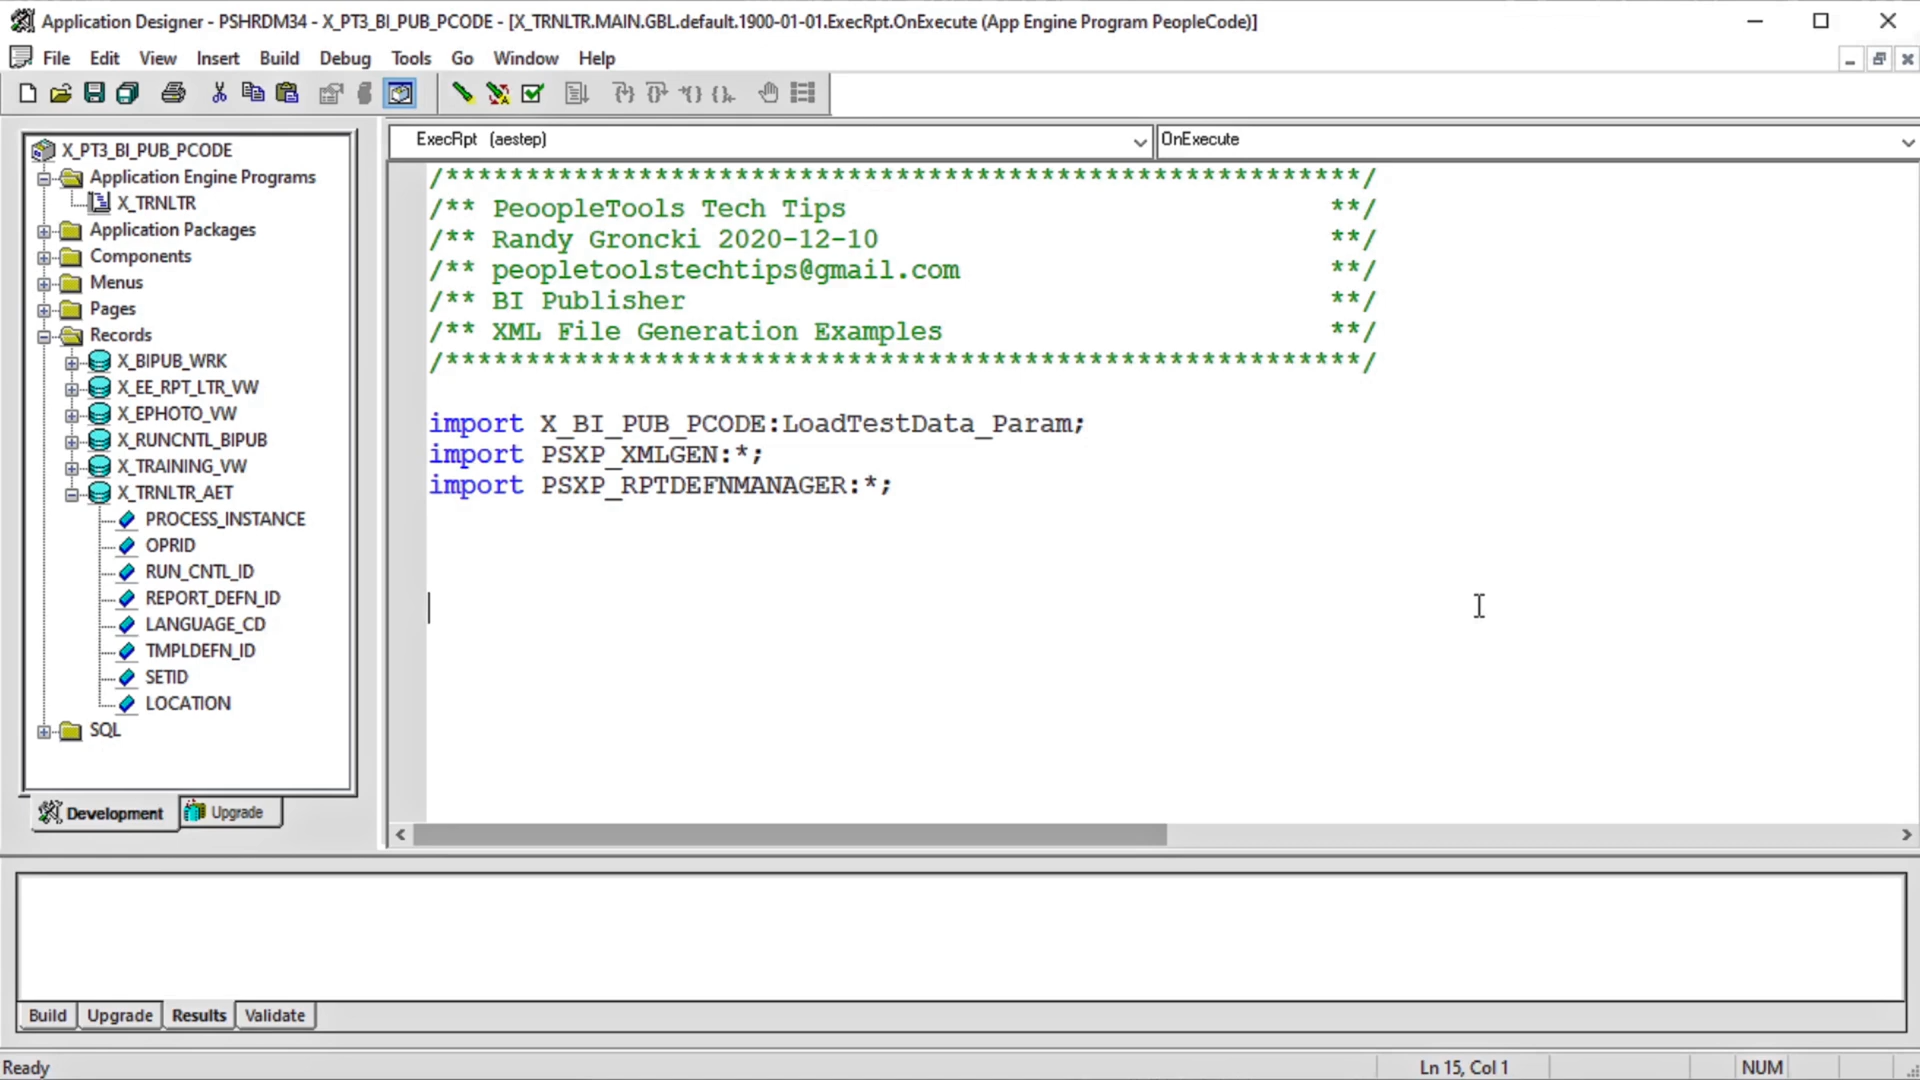 Application Designer - PSHRDM34 - X_PT3_BI_PUB_PCODE - [X_TRNLTR.MAIN.GBL.default.1900-01-01.ExecRpt.OnExecute (App Engine Program PeopleCode)]
File Edit View Insert Build Debug Tools Go Window Help
X_PT3_BI_PUB_PCODE
Application Engine Programs
X_TRNLTR
Application Packages
Components
Menus
Pages
Records
X_BIPUB_WRK
X_EE_RPT_LTR_VW
X_EPHOTO_VW
X_RUNCNTL_BIPUB
X_TRAINING_VW
X_TRNLTR_AET
PROCESS_INSTANCE
OPRID
RUN_CNTL_ID
REPORT_DEFN_ID
LANGUAGE_CD
TMPLDEFN_ID
SETID
LOCATION
SQL
Development Upgrade
ExecRpt (aestep) OnExecute
/*********************************************************/
/** PeoopleTools Tech Tips **/
/** Randy Groncki 2020-12-10 **/
/** peopletoolstechtips@gmail.com **/
/** BI Publisher **/
/** XML File Generation Examples **/
/*********************************************************/
import X_BI_PUB_PCODE:LoadTestData_Param;
import PSXP_XMLGEN:*;
import PSXP_RPTDEFNMANAGER:*;
Build Upgrade Results Validate
Ready Ln 15, Col 1 NUM